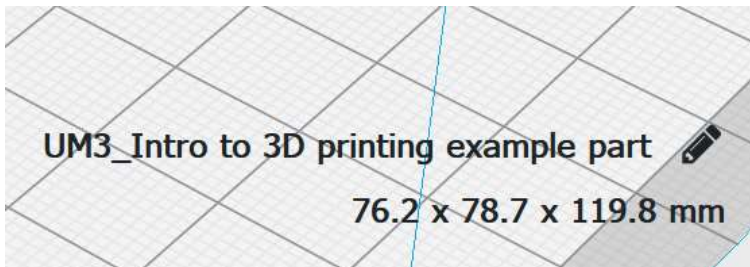 UM3_Intro to 3D printing example part
76.2 x 78.7 x 119.8 mm